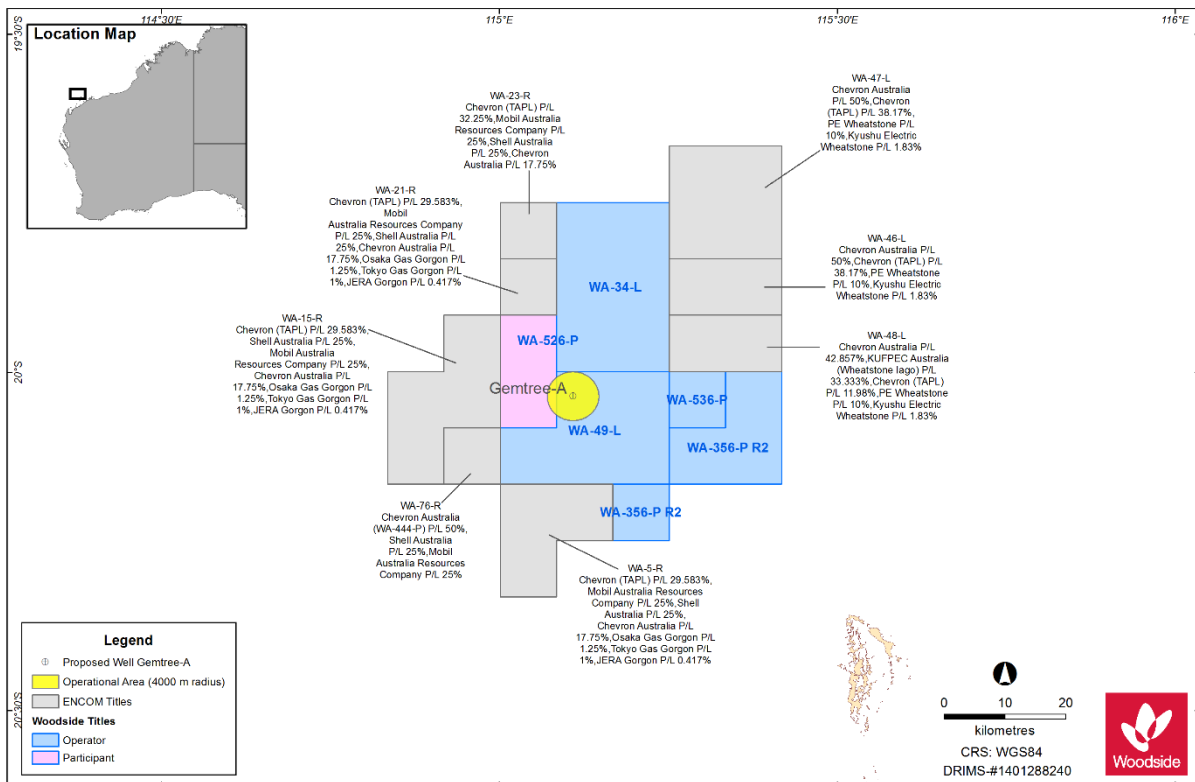 114°30'E
115°E
115°30'E
116°E
19°30'S
20°S
20°30'S
Location Map
WA-47-L
Chevron Australia
P/L 50%,Chevron
(TAPL) P/L 38.17%,
PE Wheatstone P/L
10%,Kyushu Electric
Wheatstone P/L 1.83%
WA-23-R
Chevron (TAPL) P/L
32.25%,Mobil Australia
Resources Company P/L
25%,Shell Australia
P/L 25%,Chevron
Australia P/L 17.75%
WA-21-R
Chevron (TAPL) P/L 29.583%,
Mobil
Australia Resources Company
P/L 25%,Shell Australia P/L
25%,Chevron Australia P/L
17.75%,Osaka Gas Gorgon P/L
1.25%,Tokyo Gas Gorgon P/L
1%,JERA Gorgon P/L 0.417%
WA-46-L
Chevron Australia P/L
50%,Chevron (TAPL) P/L
38.17%,PE Wheatstone
P/L 10%,Kyushu Electric
Wheatstone P/L 1.83%
WA-34-L
WA-15-R
Chevron (TAPL) P/L 29.583%,
Shell Australia P/L 25%,
Mobil Australia
Resources Company P/L 25%,
Chevron Australia P/L
17.75%,Osaka Gas Gorgon P/L
1.25%,Tokyo Gas Gorgon P/L
1%,JERA Gorgon P/L 0.417%
WA-526-P
WA-48-L
Chevron Australia P/L
42.857%,KUFPEC Australia
(Wheatstone Iago) P/L
33.333%,Chevron (TAPL)
P/L 11.98%,PE Wheatstone
P/L 10%,Kyushu Electric
Wheatstone P/L 1.83%
Gemtree-A
WA-536-P
WA-49-L
WA-356-P R2
WA-76-R
Chevron Australia
(WA-444-P) P/L 50%,
Shell Australia
P/L 25%,Mobil
Australia Resources
Company P/L 25%
WA-356-P R2
WA-5-R
Chevron (TAPL) P/L 29.583%,
Mobil Australia Resources
Company P/L 25%,Shell
Australia P/L 25%,
Chevron Australia P/L
17.75%,Osaka Gas Gorgon P/L
1.25%,Tokyo Gas Gorgon P/L
1%,JERA Gorgon P/L 0.417%
Legend
Proposed Well Gemtree-A
Operational Area (4000 m radius)
ENCOM Titles
Woodside Titles
Operator
Participant
0 10 20
kilometres
CRS: WGS84
DRIMS-#1401288240
Woodside